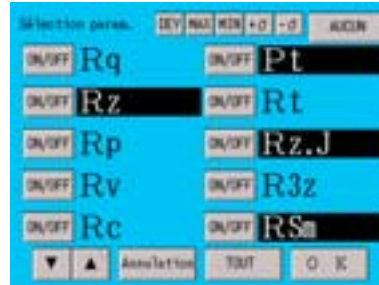 Sélection param. DEV MAX MIN +σ -σ AUCUN
ON/OFF Rq ON/OFF Pt
ON/OFF Rz ON/OFF Rt
ON/OFF Rp ON/OFF Rz.J
ON/OFF Rv ON/OFF R3z
ON/OFF Rc ON/OFF RSm
▼ ▲ Annulation TOUT O K